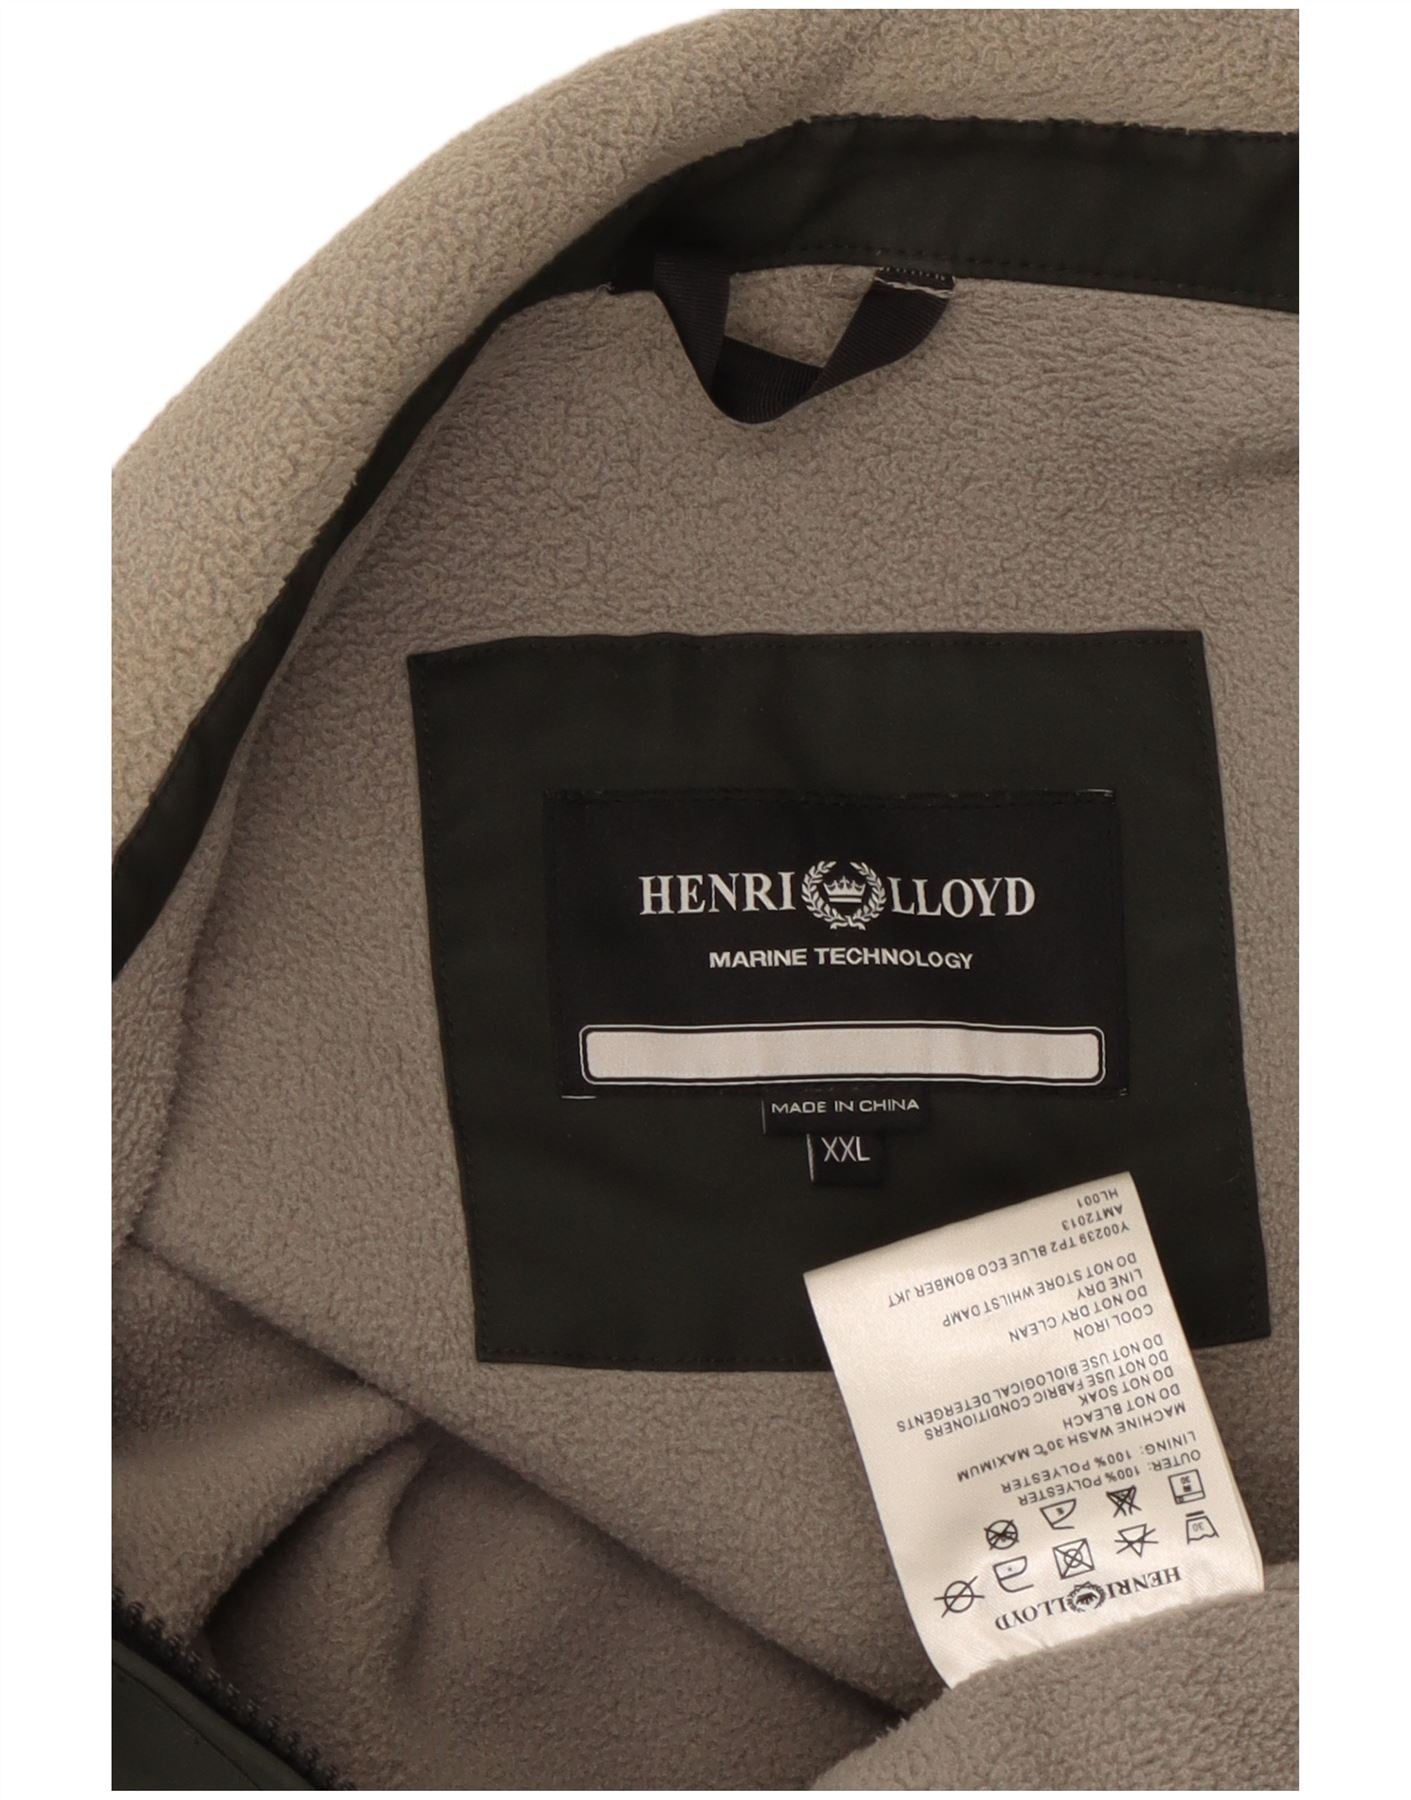 HENRI LLOYD
MARINE TECHNOLOGY
MADE IN CHINA
XXL
HENRI LLOYD
30
30
OUTER: 100% POLYESTER
LINING: 100% POLYESTER
MACHINE WASH 30°C MAXIMUM
DO NOT BLEACH
DO NOT SOAK
DO NOT USE FABRIC CONDITIONERS
DO NOT USE BIOLOGICAL DETERGENTS
COOL IRON
DO NOT DRY CLEAN
LINE DRY
DO NOT STORE WHILST DAMP
Y00239 TP2 BLUE ECO BOMBER JKT
AMT2013
HL001